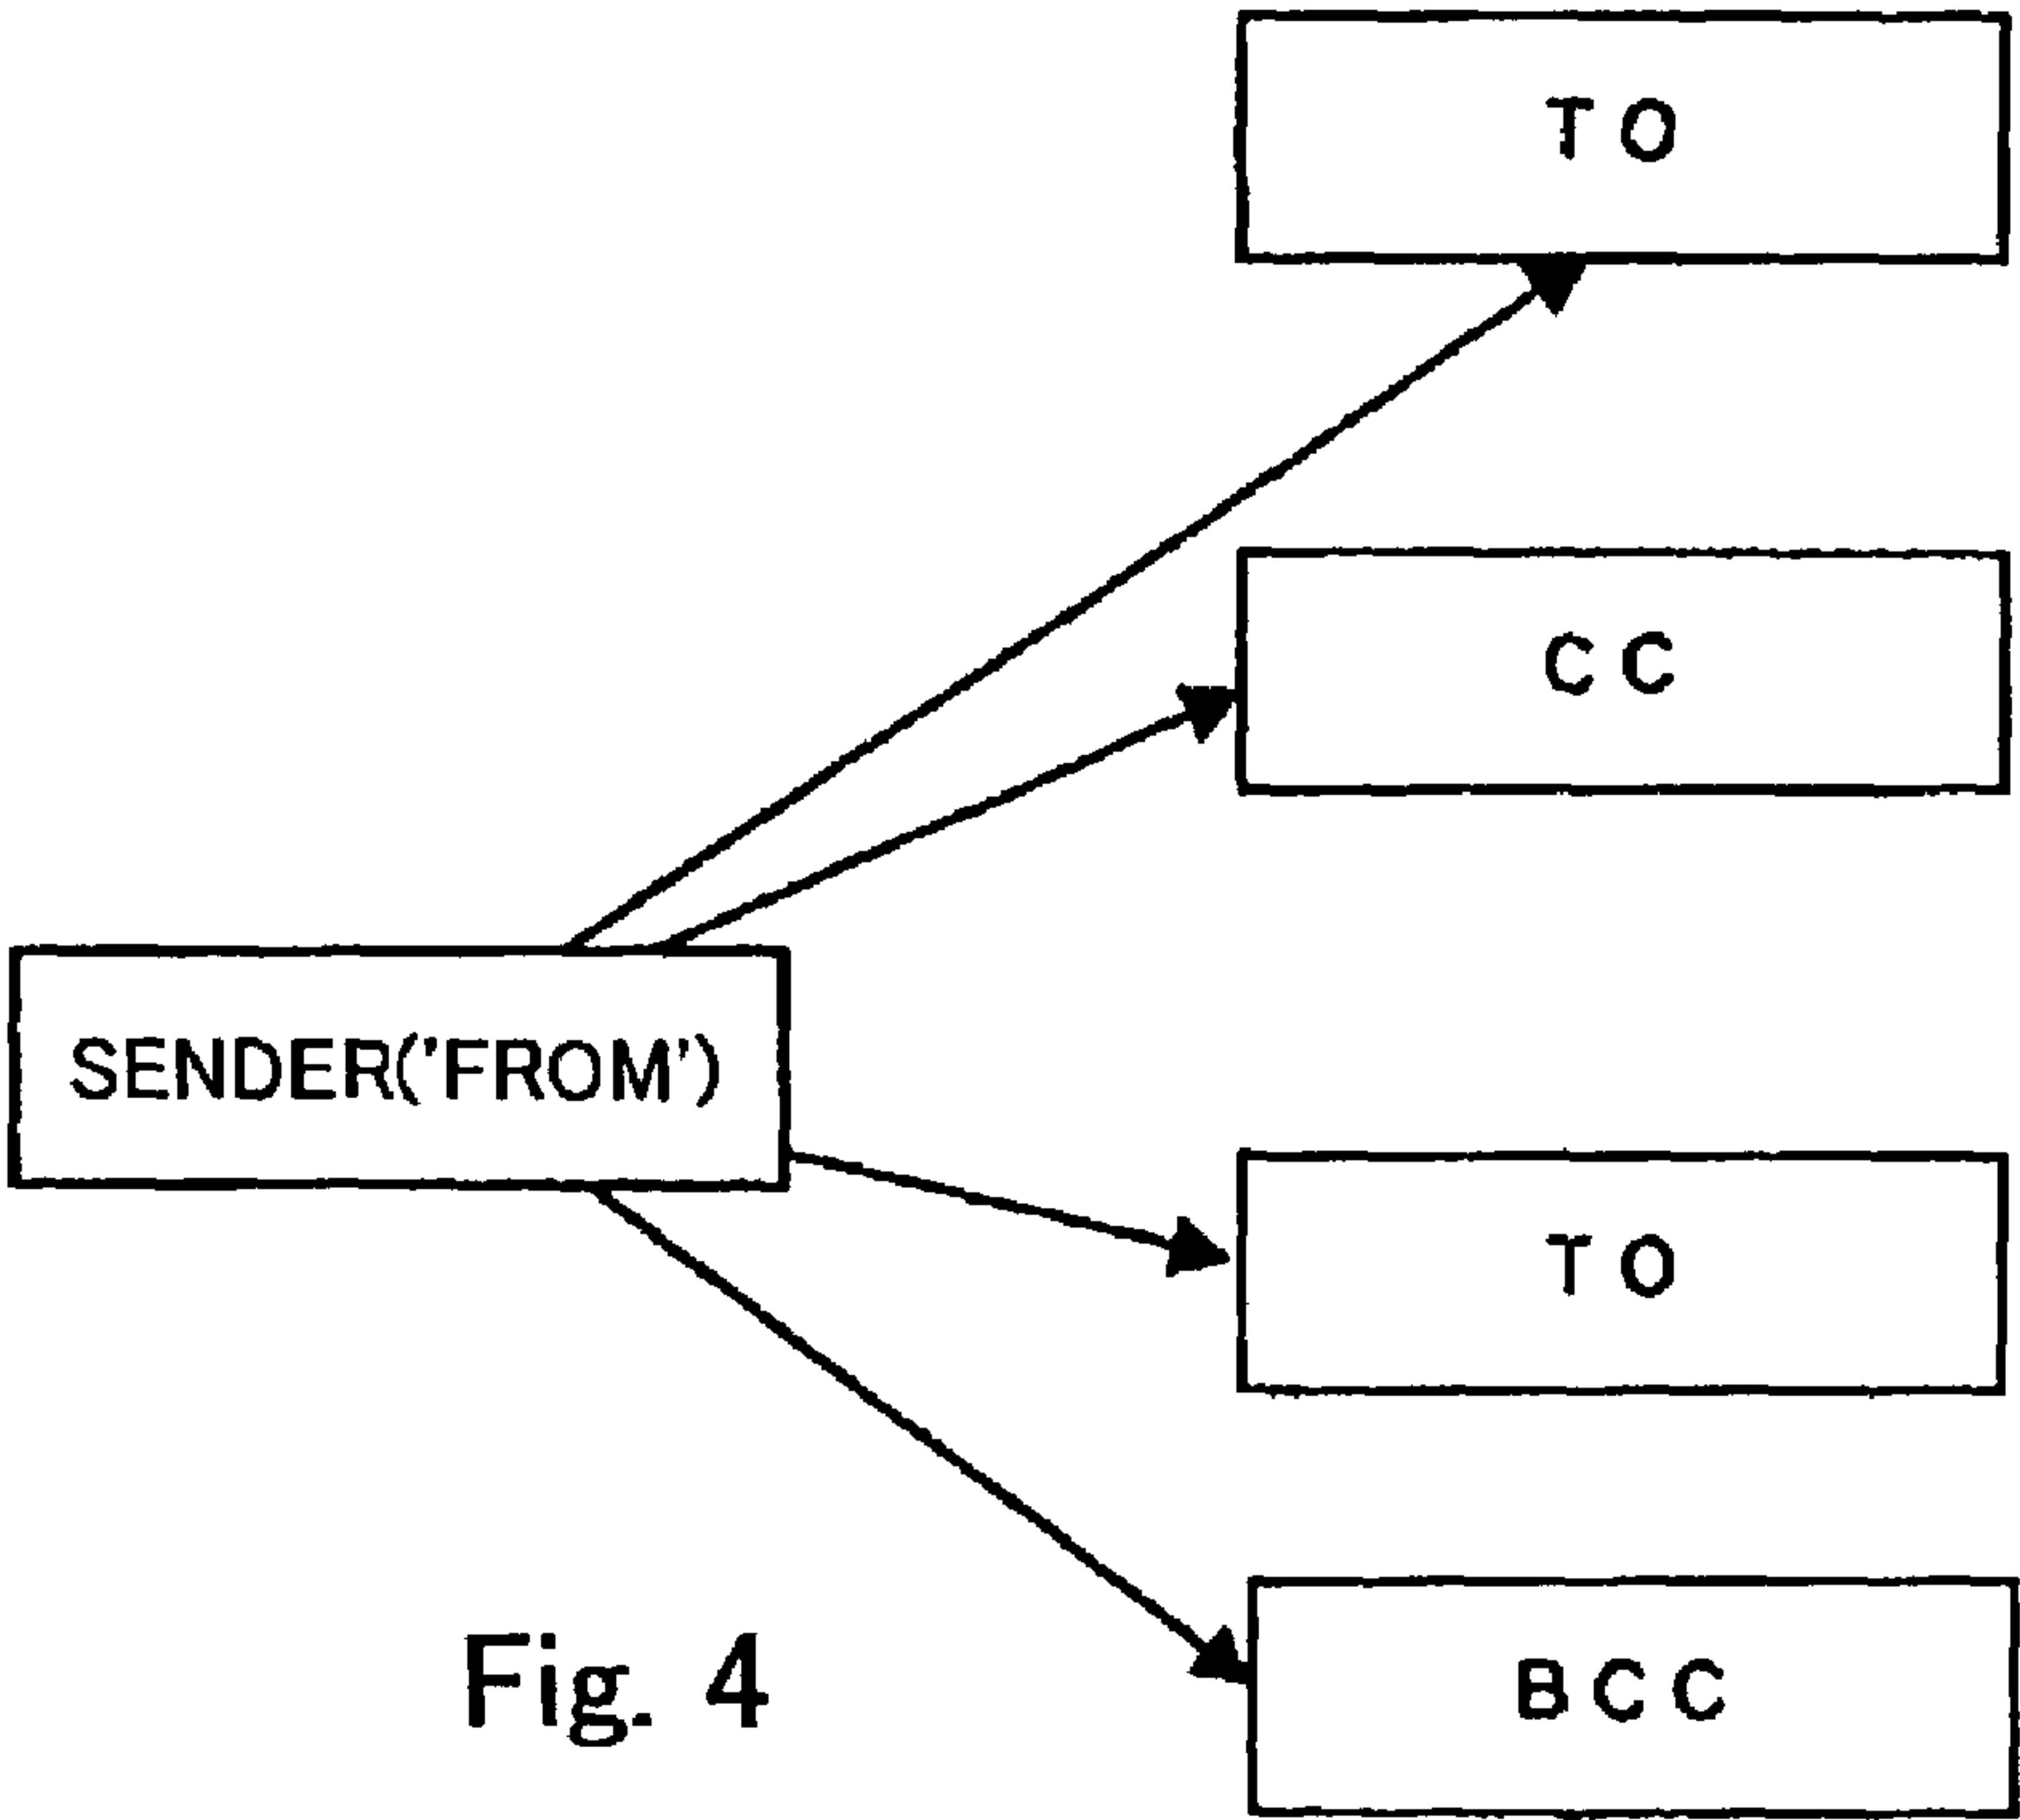 TO
CC
SENDER('FROM')
TO
BCC
Fig. 4